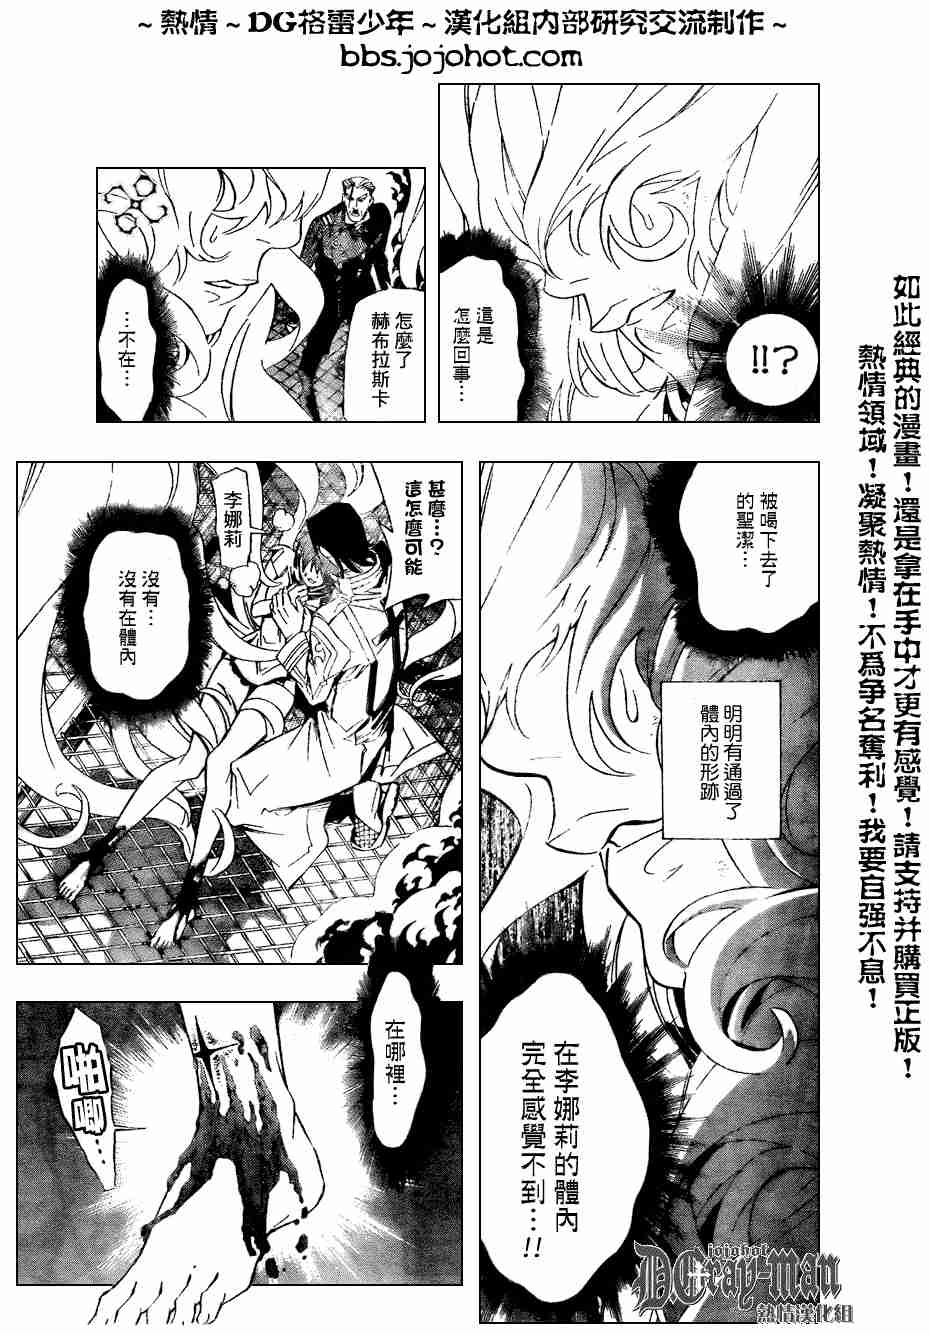 ~熱情~DG蓓雷少年~漢化組內部研究交流制作~
bbs.jojohot.com
!!?
這是
怎麼回事…
怎麼了
赫布拉斯卡
…不在…
被喝下去了
的聖潔…
明明有通過了
體內的形跡
在李娜莉的體內
完全感覺不到…!!
甚麼…?
這怎麼可能
李娜莉
沒有…
沒有在體內
在哪裡…
如此經典的漫畫！還是拿在手中才更有感覺！請支持并購買正版！
熱情領域！凝聚熱情！不爲争名奪利！我要自强不息！
jojohot
D.Gray-man
熱情漢化組